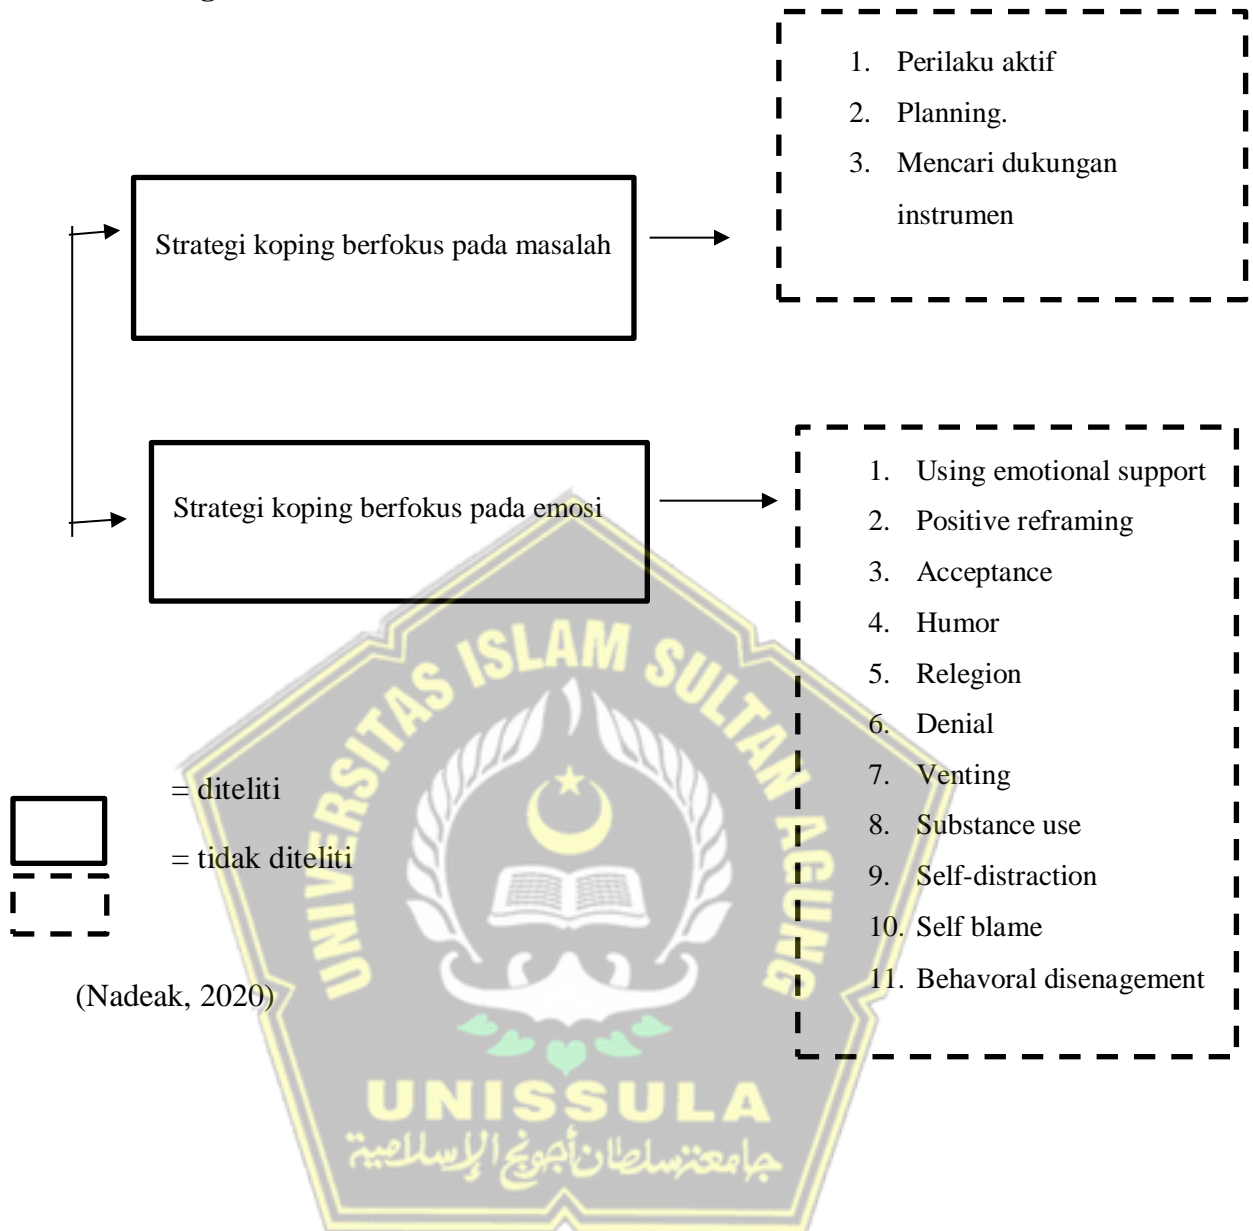 1. Perilaku aktif
2. Planning.
3. Mencari dukungan
instrumen
Strategi koping berfokus pada masalah
Strategi koping berfokus pada emosi
1. Using emotional support
2. Positive reframing
3. Acceptance
4. Humor
5. Relegion
6. Denial
7. Venting
8. Substance use
9. Self-distraction
10. Self blame
11. Behavoral disenagement
= diteliti
= tidak diteliti
(Nadeak, 2020)
UNIVERSITAS ISLAM SULTAN AGUNG
UNISSULA
جامعتنسلطان أجونج الإسلامية